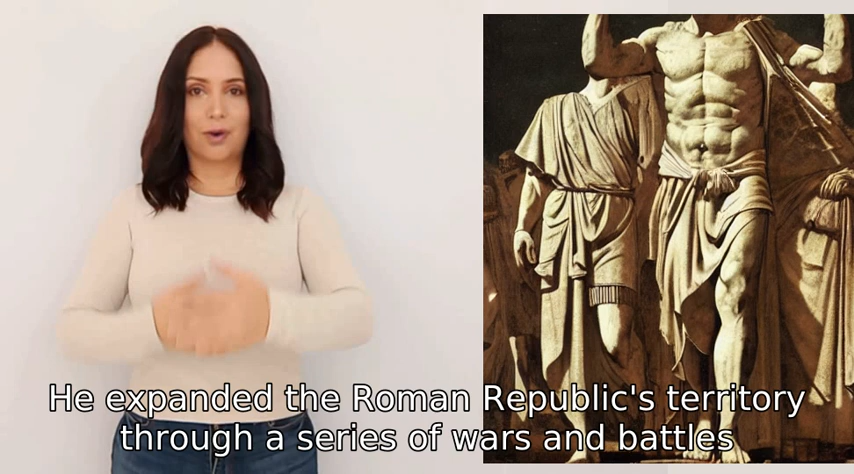 He expanded the Roman Republic's territory
through a series of wars and battles